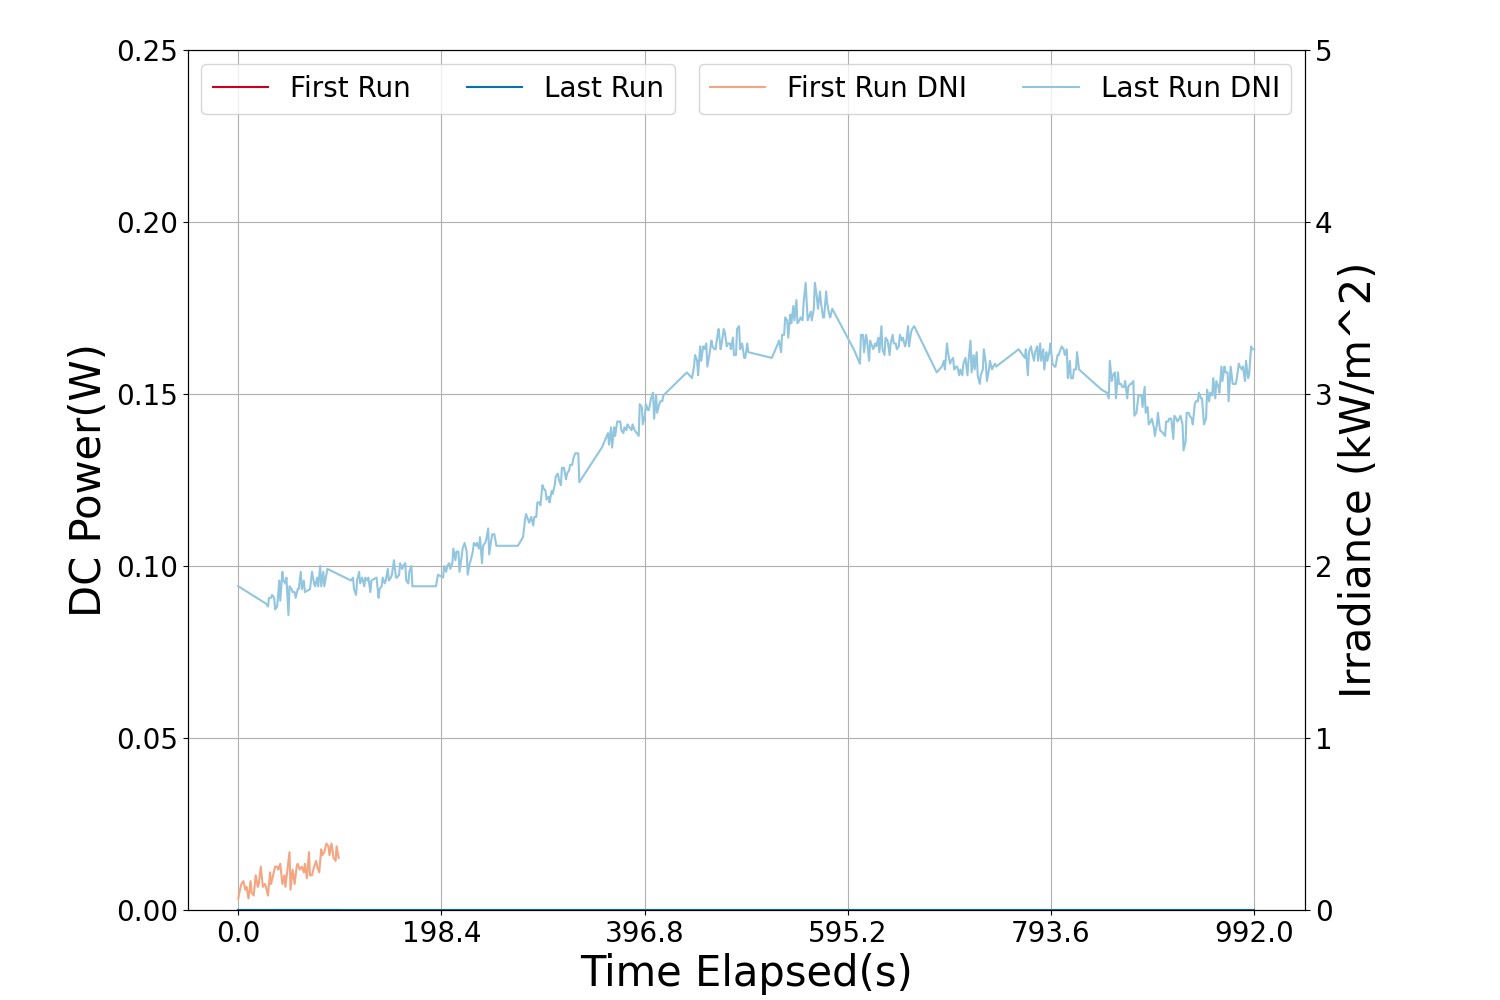 First Run
Last Run
First Run DNI
Last Run DNI
DC Power(W)
0.25
0.20
0.15
0.10
0.05
0.00
5
4
3
2
1
0
Irradiance (kW/m^2)
0.0
198.4
396.8
595.2
793.6
992.0
Time Elapsed(s)